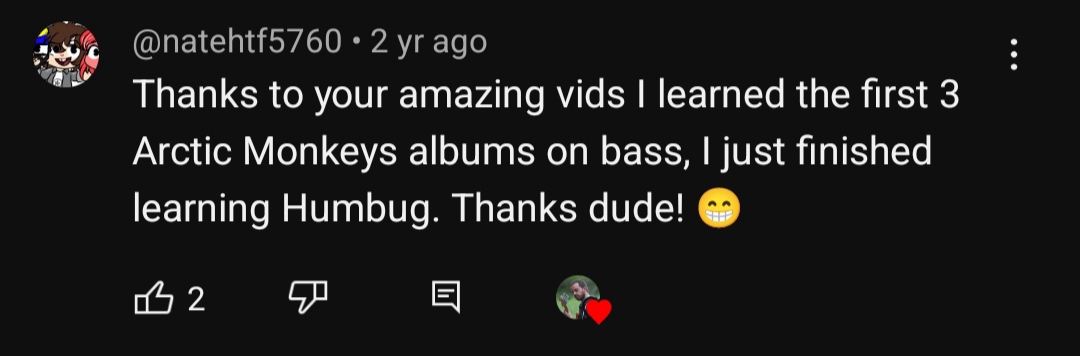 @natehtf5760 • 2 yr ago
Thanks to your amazing vids I learned the first 3
Arctic Monkeys albums on bass, I just finished
learning Humbug. Thanks dude! 😁
2